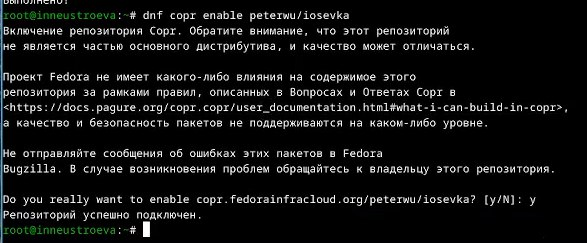 выполнено!
root@inneustroeva:~# dnf copr enable peterwu/iosevka
Включение репозитория Copr. Обратите внимание, что этот репозиторий
не является частью основного дистрибутива, и качество может отличаться.
Проект Fedora не имеет какого-либо влияния на содержимое этого
репозитория за рамками правил, описанных в Вопросах и Ответах Copr в
<https://docs.pagure.org/copr.copr/user_documentation.html#what-i-can-build-in-copr>,
а качество и безопасность пакетов не поддерживаются на каком-либо уровне.
Не отправляйте сообщения об ошибках этих пакетов в Fedora
Bugzilla. В случае возникновения проблем обращайтесь к владельцу этого репозитория.
Do you really want to enable copr.fedorainfracloud.org/peterwu/iosevka? [y/N]: y
Репозиторий успешно подключен.
root@inneustroeva:~#